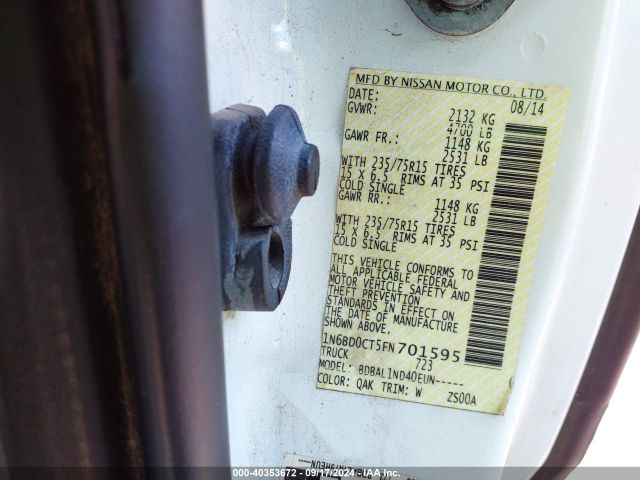 MFD BY NISSAN MOTOR CO., LTD.
DATE: 08/14
GVWR: 2132 KG
4700 LB
GAWR FR.: 1148 KG
2531 LB
WITH 235/75R15 TIRES
15 X 6.5 RIMS AT 35 PSI
COLD SINGLE
GAWR RR.: 1148 KG
2531 LB
WITH 235/75R15 TIRES
15 X 6.5 RIMS AT 35 PSI
COLD SINGLE
THIS VEHICLE CONFORMS TO
ALL APPLICABLE FEDERAL
MOTOR VEHICLE SAFETY AND
THEFT PREVENTION
STANDARDS IN EFFECT ON
THE DATE OF MANUFACTURE
SHOWN ABOVE.
1N6BD0CT5FN701595
TRUCK 723
MODEL: BDBAL1ND40EUN-----
COLOR: QAK TRIM: W ZS00A
COPART: 40353672 - 09/17/2024 - IAA Inc.